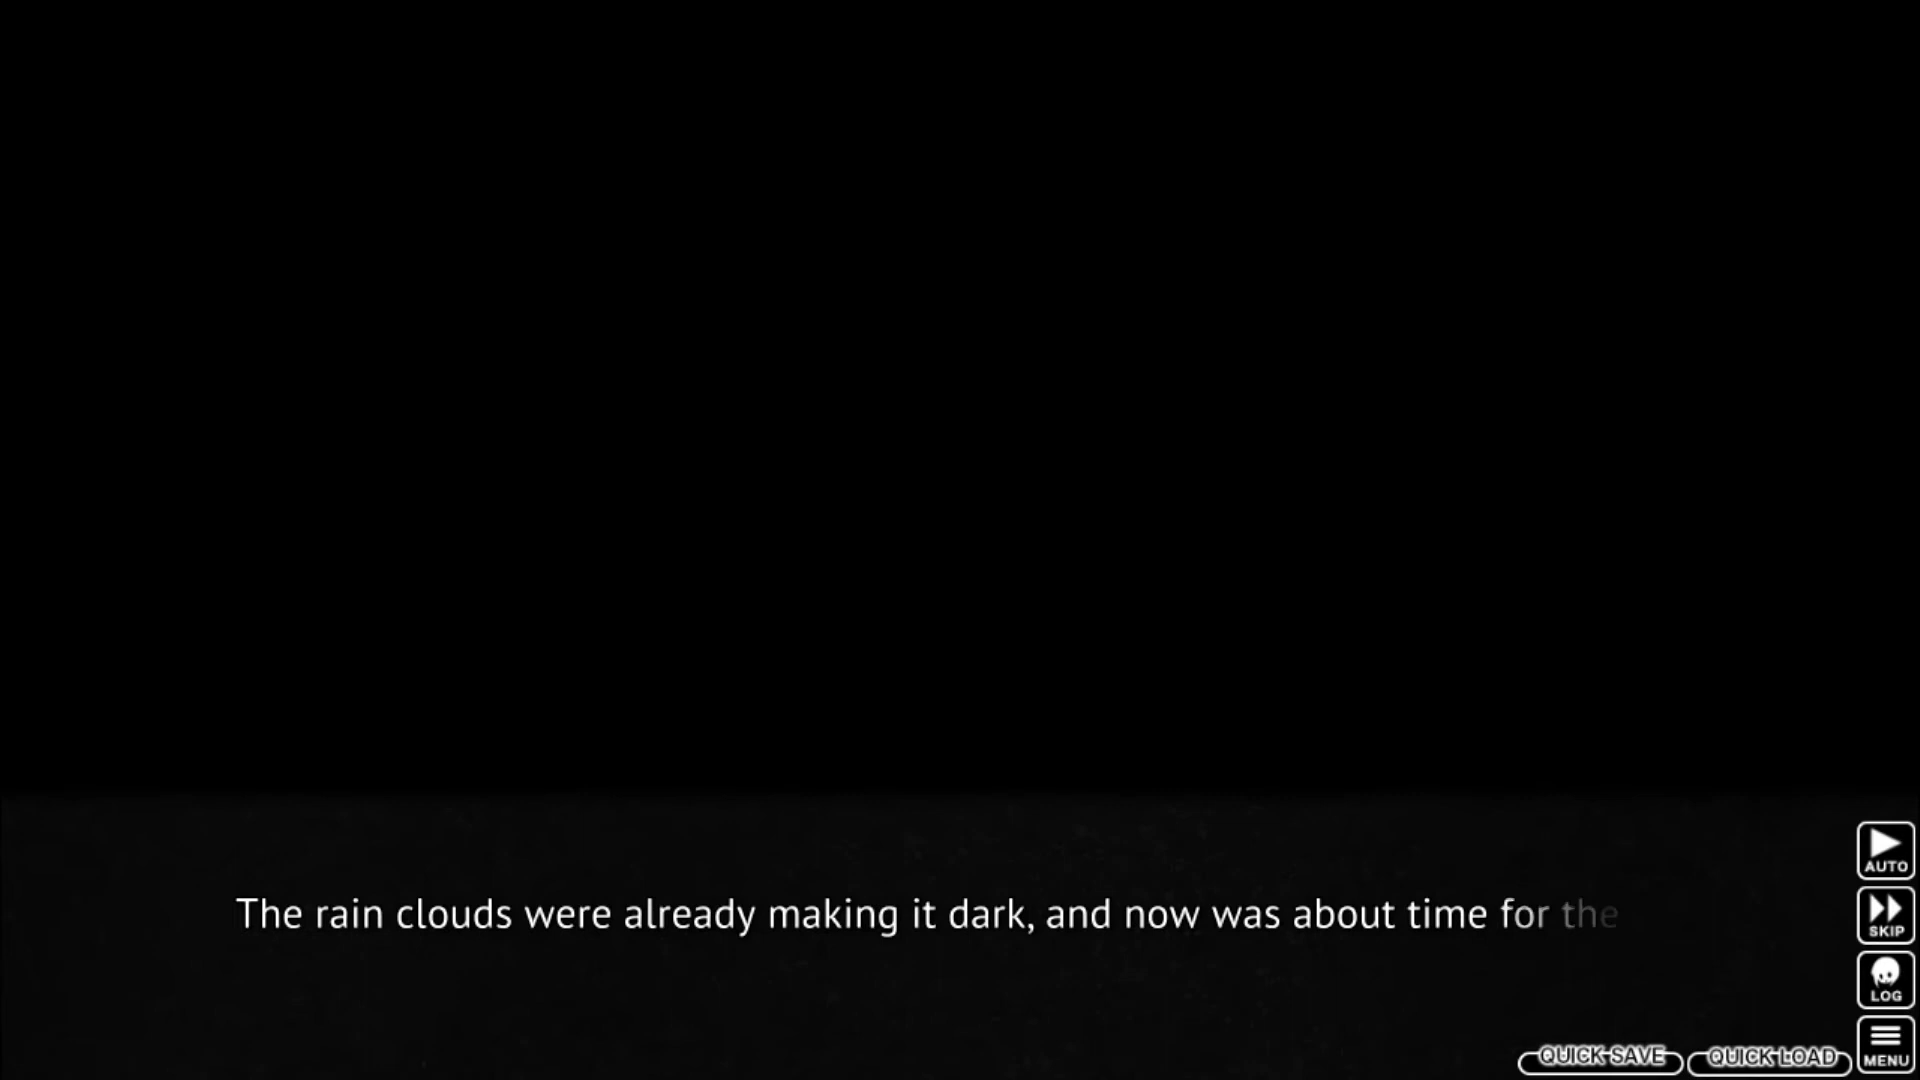 The rain clouds were already making it dark, and now was about time for the
AUTO
SKIP
LOG
MENU
QUICK SAVE
QUICK LOAD